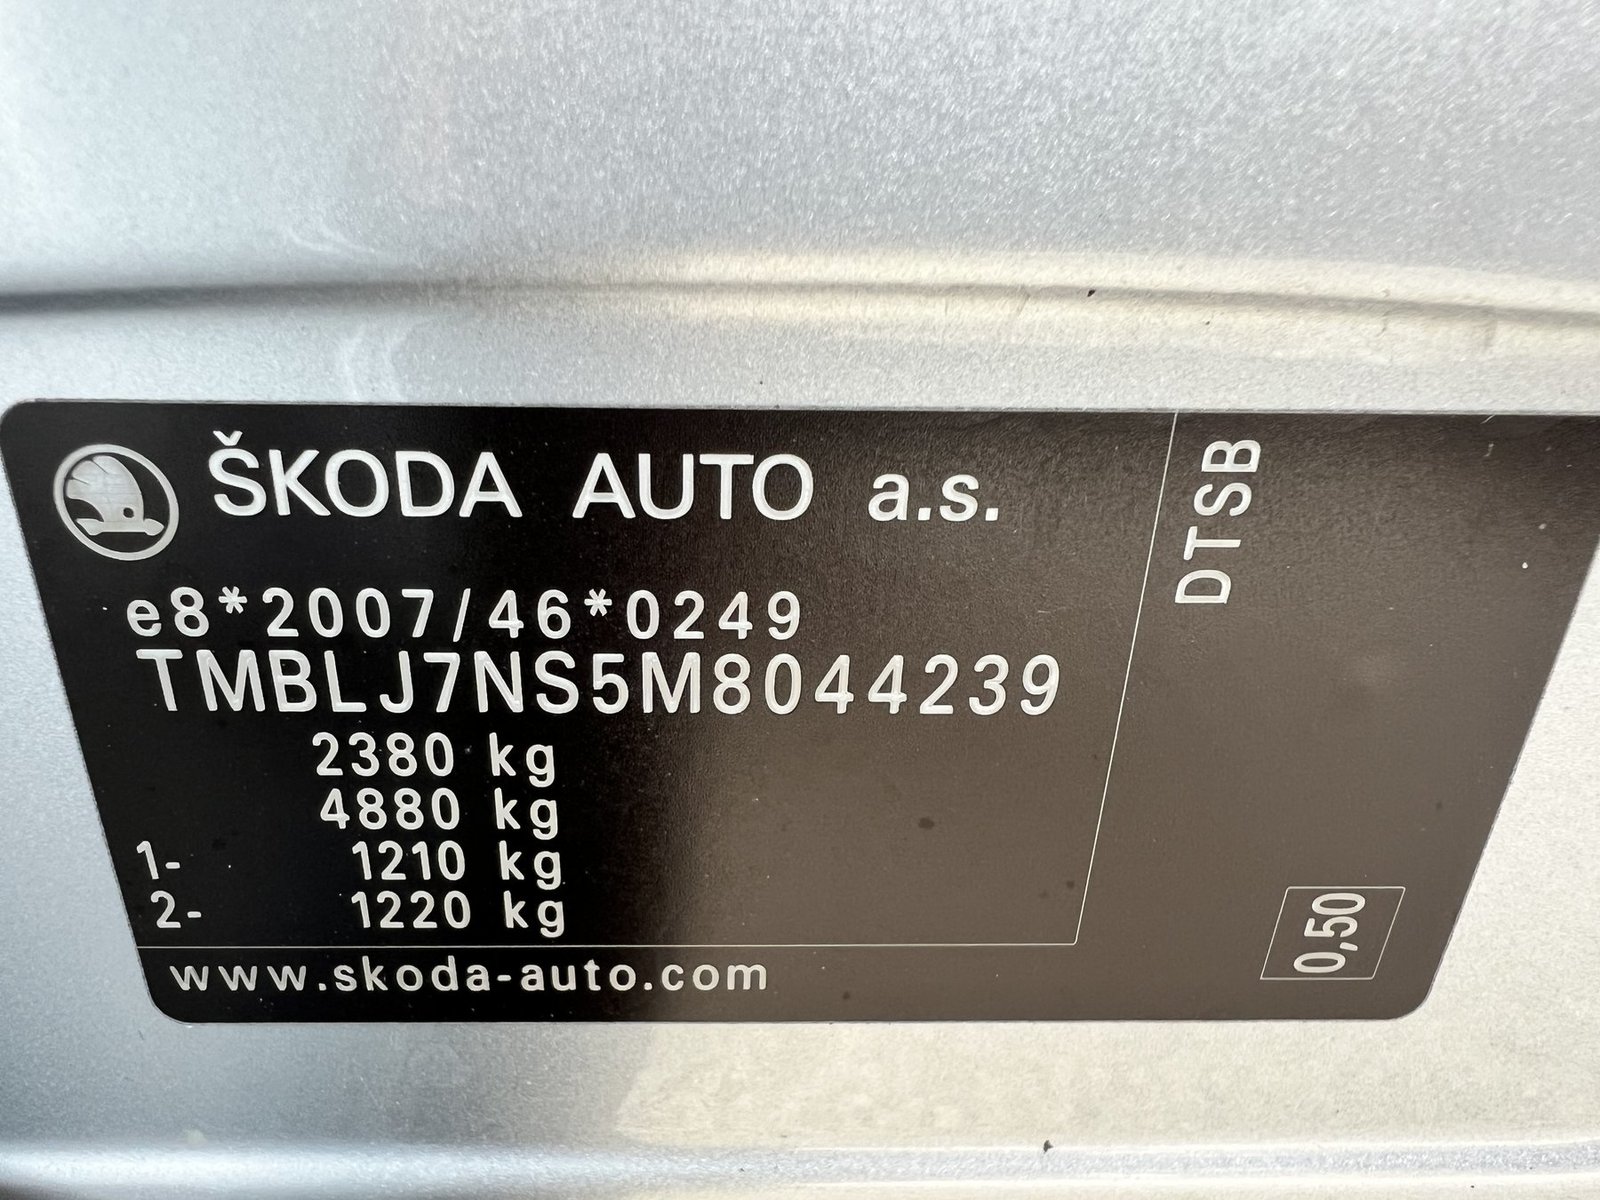 ŠKODA AUTO a.s.
e8*2007/46*0249
TMBLJ7NS5M8044239
2380 kg
4880 kg
1- 1210 kg
2- 1220 kg
www.skoda-auto.com
DTSB
0,50